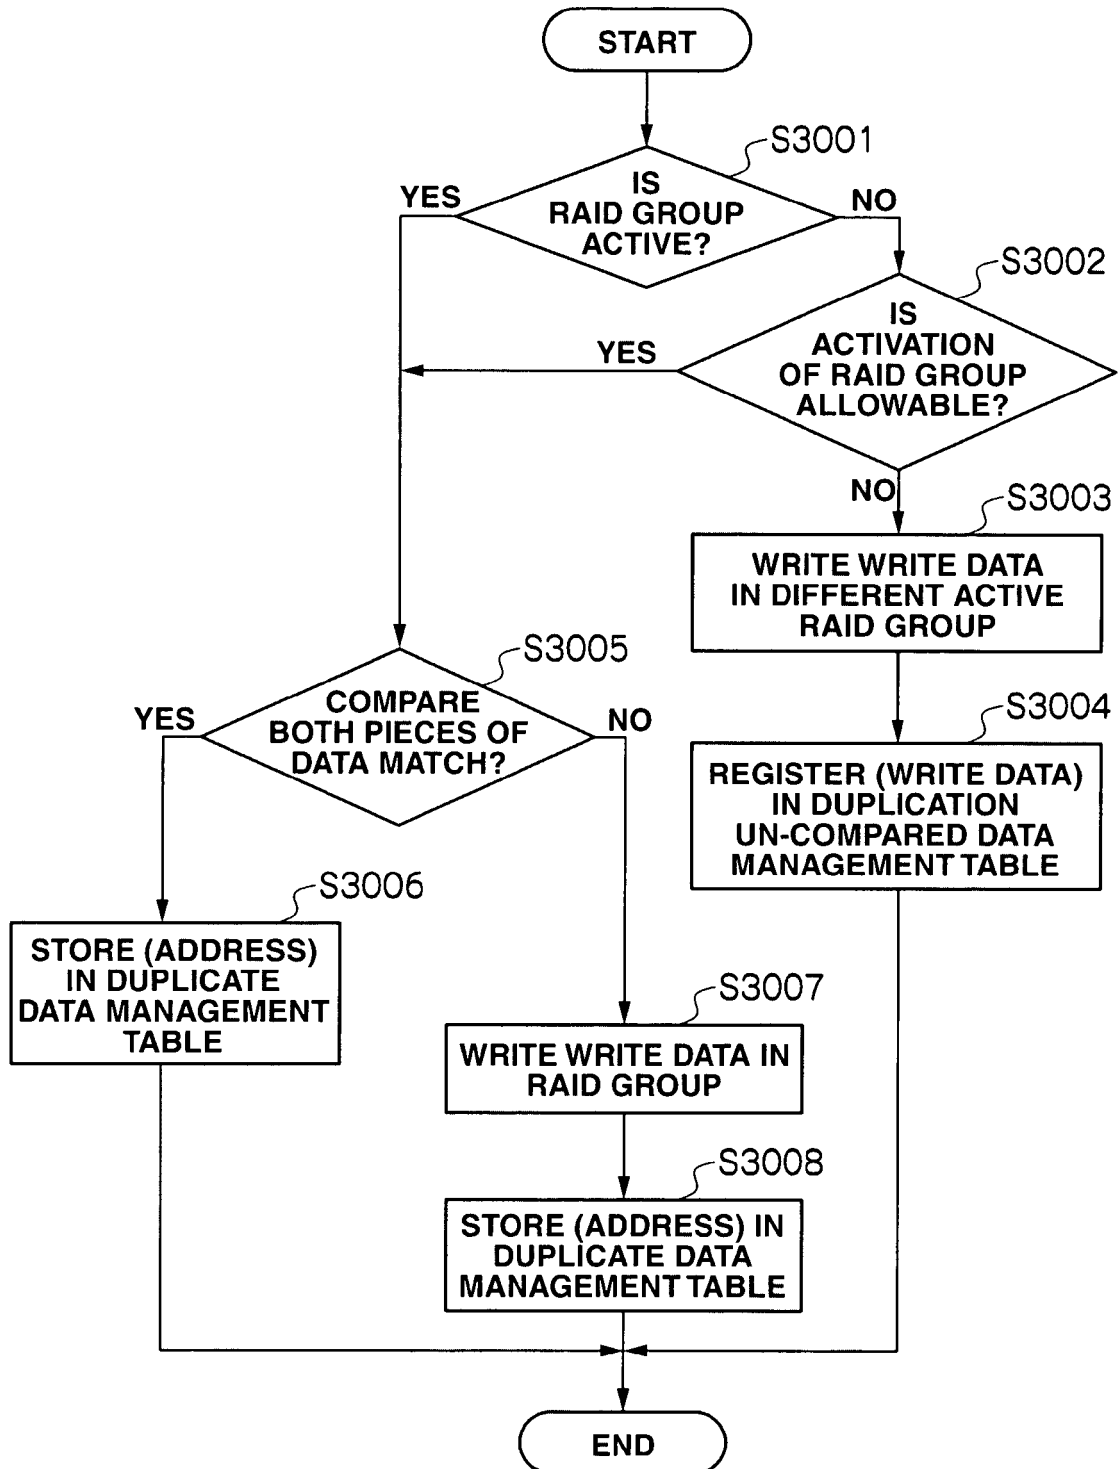 START
S3001
IS
RAID GROUP
ACTIVE?
YES
NO
S3002
IS
ACTIVATION
OF RAID GROUP
ALLOWABLE?
YES
NO
S3003
WRITE WRITE DATA
IN DIFFERENT ACTIVE
RAID GROUP
S3005
COMPARE
BOTH PIECES OF
DATA MATCH?
YES
NO
S3004
REGISTER (WRITE DATA)
IN DUPLICATION
UN-COMPARED DATA
MANAGEMENT TABLE
S3006
STORE (ADDRESS)
IN DUPLICATE
DATA MANAGEMENT
TABLE
S3007
WRITE WRITE DATA IN
RAID GROUP
S3008
STORE (ADDRESS) IN
DUPLICATE DATA
MANAGEMENT TABLE
END